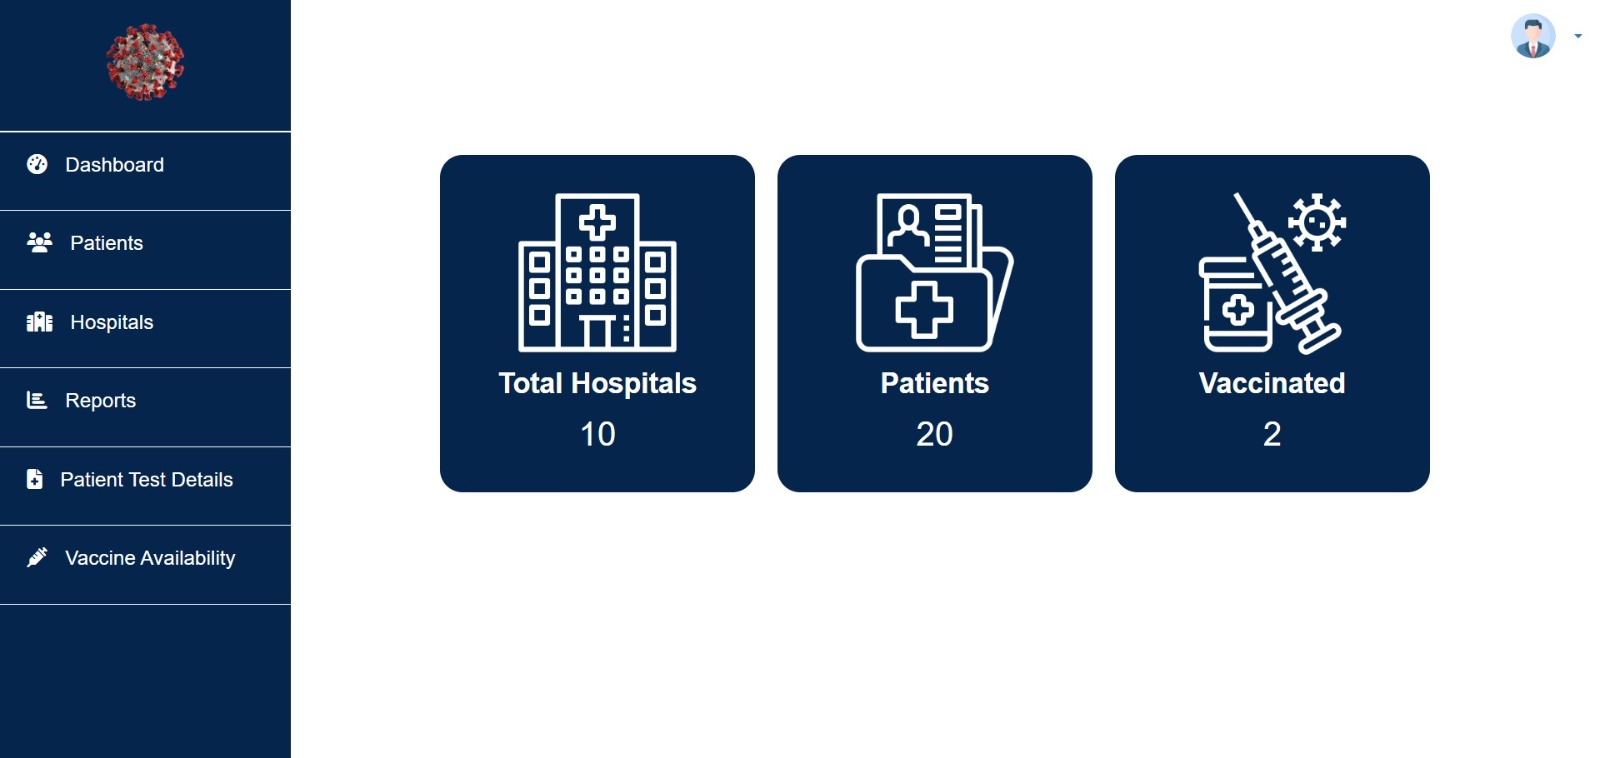 Dashboard
Patients
Hospitals
Reports
Patient Test Details
Vaccine Availability
Total Hospitals
10
Patients
20
Vaccinated
2